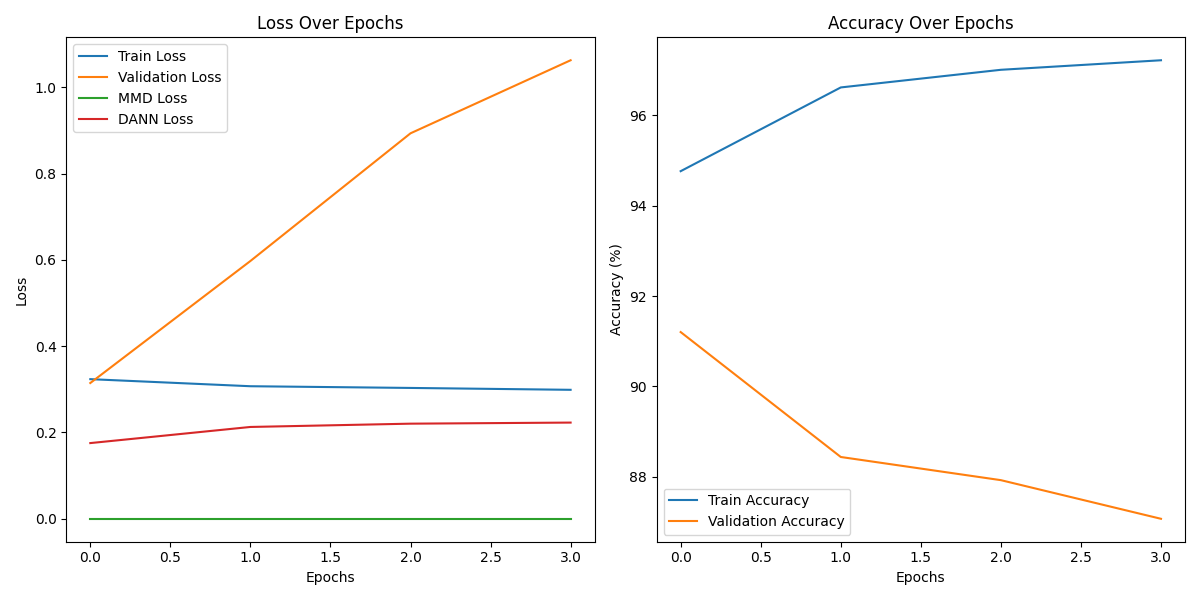 Loss Over Epochs
Train Loss
Validation Loss
MMD Loss
DANN Loss
1.0
0.8
0.6
0.4
0.2
0.0
Loss
0.0 0.5 1.0 1.5 2.0 2.5 3.0
Epochs
Accuracy Over Epochs
96
94
92
90
88
Accuracy (%)
Train Accuracy
Validation Accuracy
0.0 0.5 1.0 1.5 2.0 2.5 3.0
Epochs